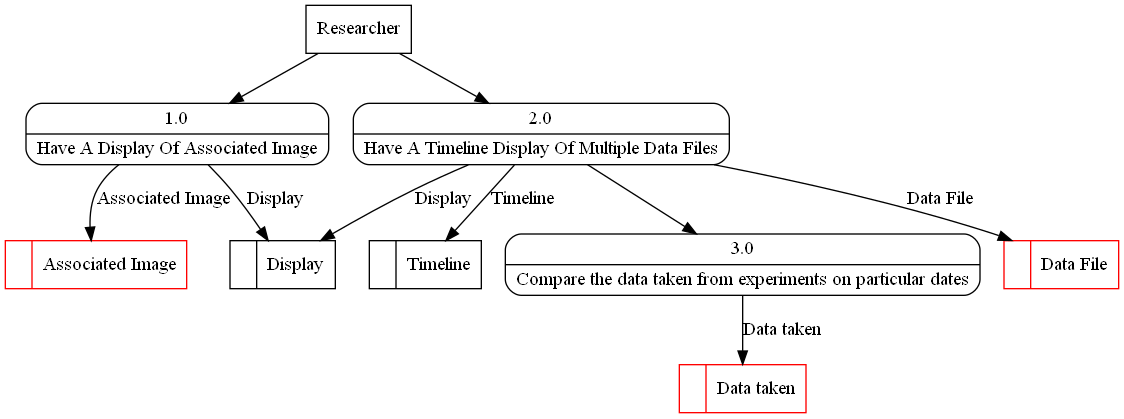 Researcher
1.0
Have A Display Of Associated Image
2.0
Have A Timeline Display Of Multiple Data Files
Associated Image
Display
Display
Timeline
Data File
Associated Image
Display
Timeline
3.0
Compare the data taken from experiments on particular dates
Data File
Data taken
Data taken